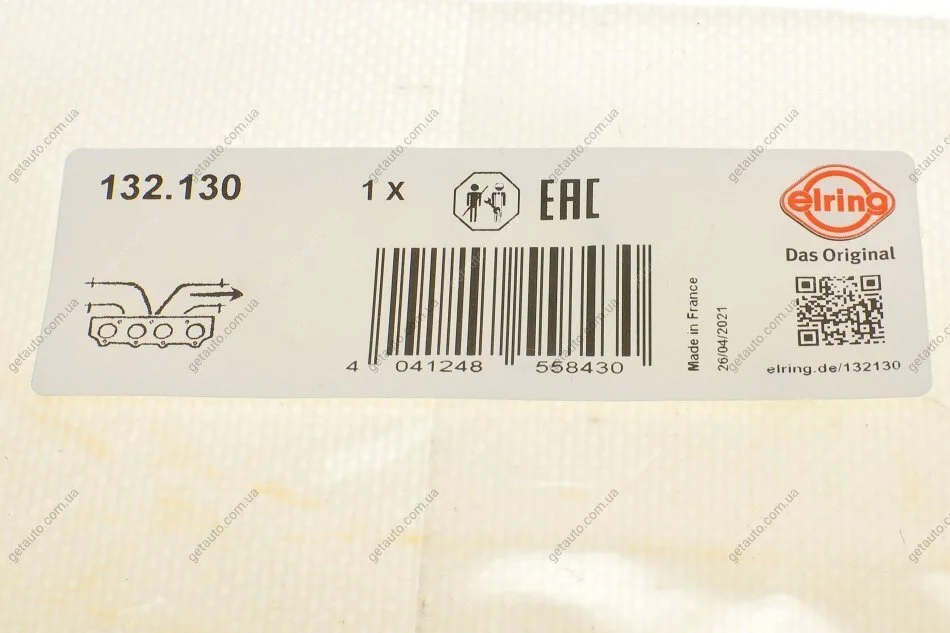 132.130
1 X
EAC
elring
Das Original
4 041248 558430
Made in France
26/04/2021
elring.de/132130
getauto.com.ua